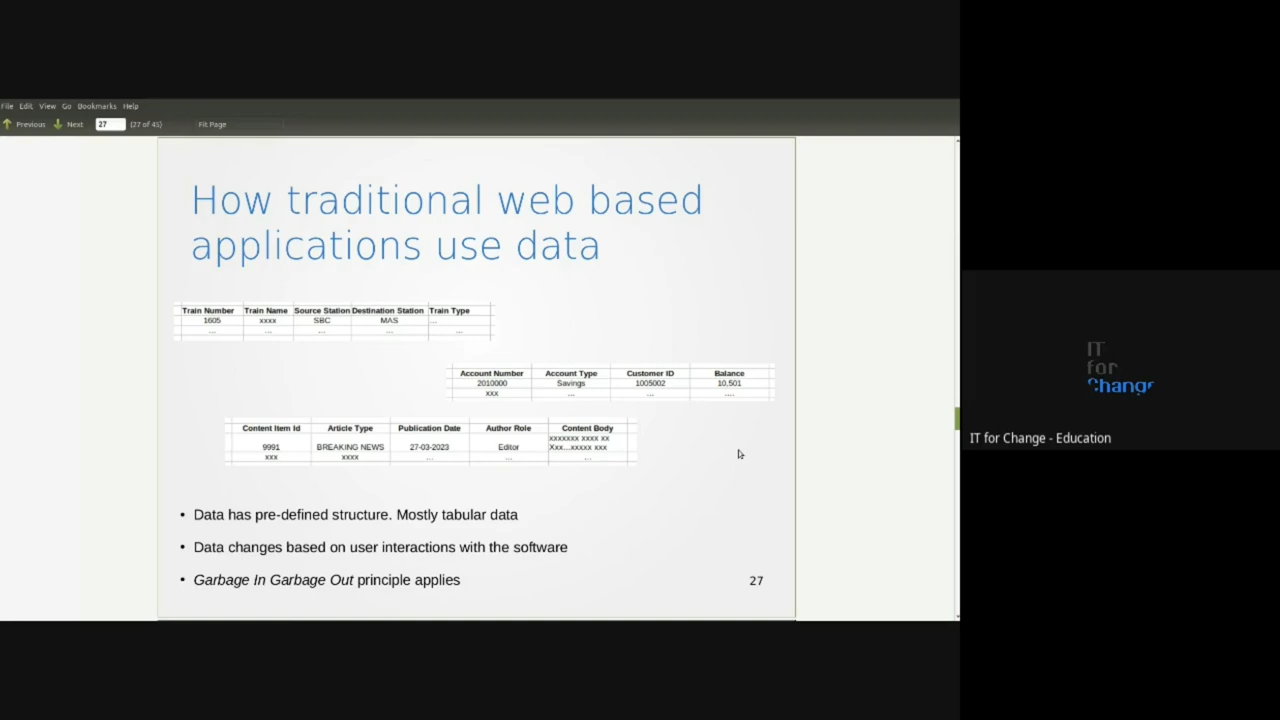 File Edit View Go Bookmarks Help
Previous Next 27 (27 of 45) Fit Page
How traditional web based
applications use data
Train Number Train Name Source Station Destination Station Train Type
1605 xxxx SBC MAS ...
... ... ... ... ...
Account Number Account Type Customer ID Balance
2010000 Savings 1005002 10,501
xxx ... .... ....
Content Item Id Article Type Publication Date Author Role Content Body
9991 BREAKING NEWS 27-03-2023 Editor xxxxxxx xxxx xx
Xxx...xxxxx xxx
xxx xxxx ... ... ...
• Data has pre-defined structure. Mostly tabular data
• Data changes based on user interactions with the software
• Garbage In Garbage Out principle applies
27
IT
for
Change
IT for Change - Education